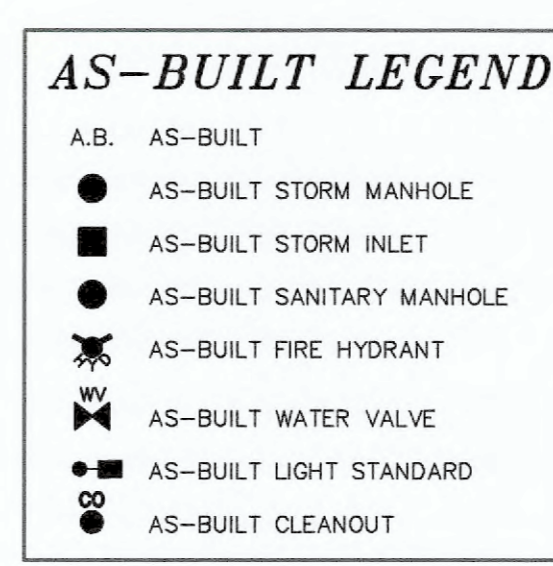 AS-BUILT LEGEND
A.B. AS-BUILT
AS-BUILT STORM MANHOLE
AS-BUILT STORM INLET
AS-BUILT SANITARY MANHOLE
HYD AS-BUILT FIRE HYDRANT
WV AS-BUILT WATER VALVE
AS-BUILT LIGHT STANDARD
CO AS-BUILT CLEANOUT